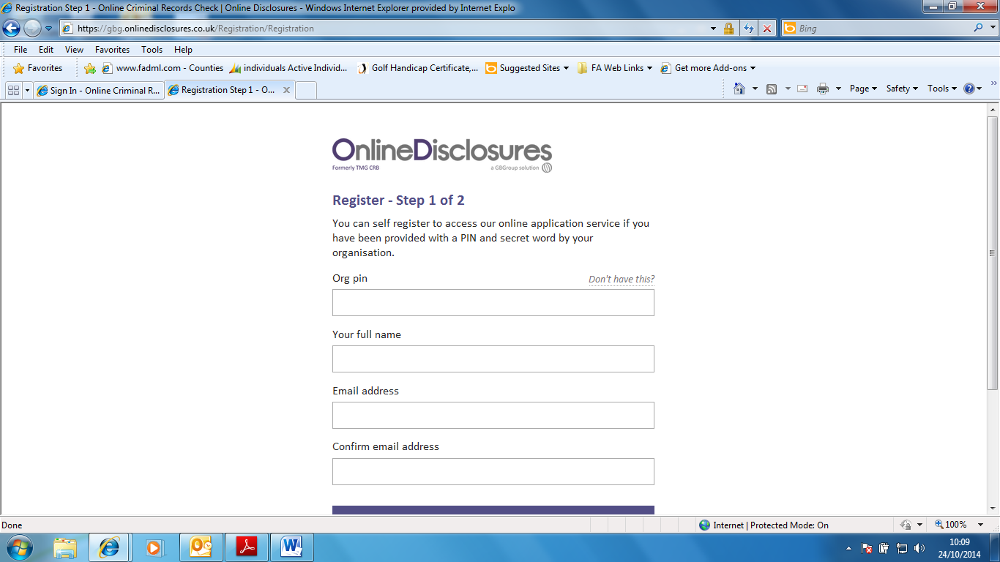 Registration Step 1 - Online Criminal Records Check | Online Disclosures - Windows Internet Explorer provided by Internet Explo
https://gbg.onlinedisclosures.co.uk/Registration/Registration
Bing
File Edit View Favorites Tools Help
Favorites www.fadml.com - Counties individuals Active Individ... Golf Handicap Certificate,... Suggested Sites FA Web Links Get more Add-ons
Sign In - Online Criminal R... Registration Step 1 - O... Page Safety Tools
OnlineDisclosures
Formerly TMG CRB a GBGroup solution
Register - Step 1 of 2
You can self register to access our online application service if you
have been provided with a PIN and secret word by your
organisation.
Org pin Don't have this?
Your full name
Email address
Confirm email address
Done Internet | Protected Mode: On 100%
10:09
24/10/2014